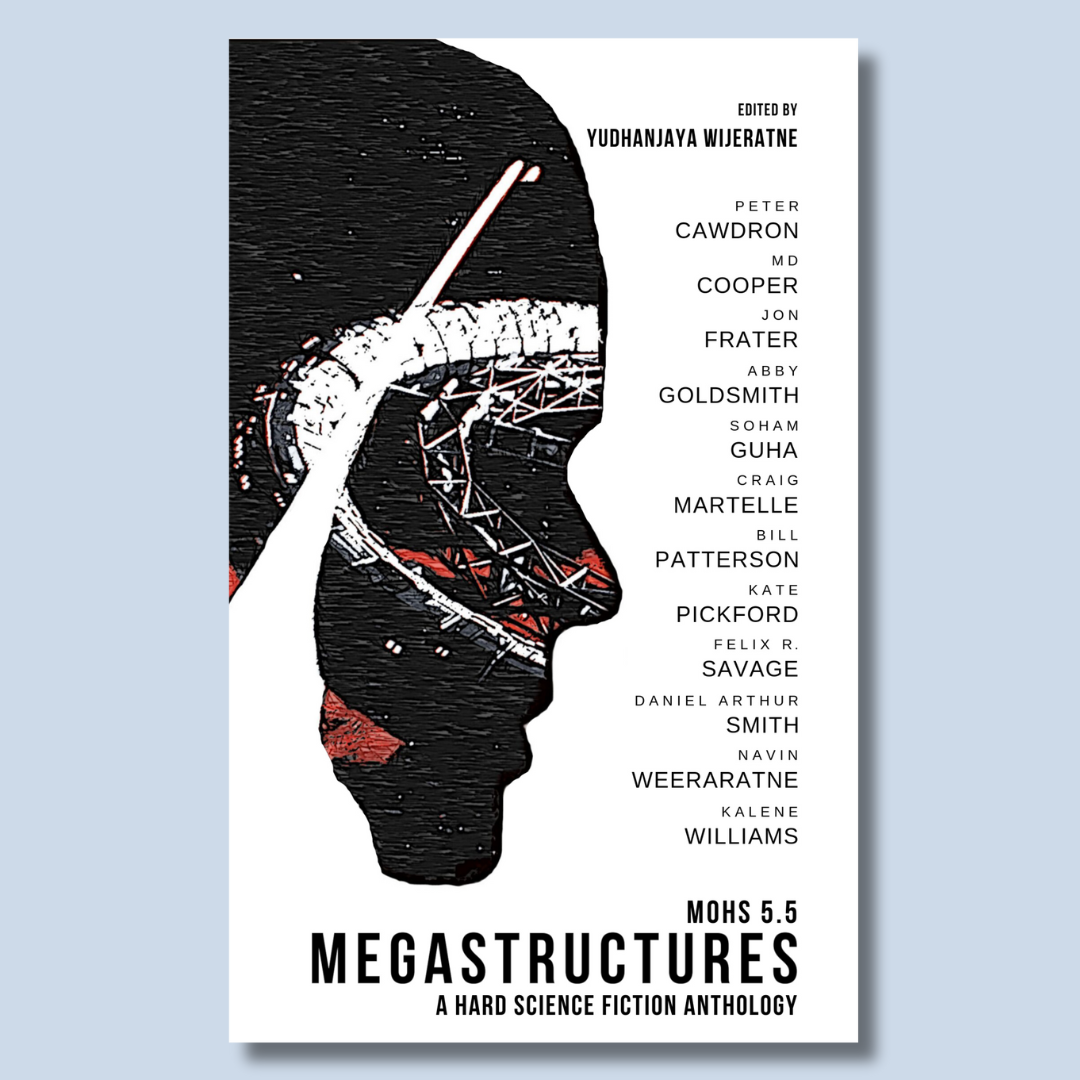 EDITED BY
YUDHANJAYA WIJERATNE
PETER
CAWDRON
MD
COOPER
JON
FRATER
ABBY
GOLDSMITH
SOHAM
GUHA
CRAIG
MARTELLE
BILL
PATTERSON
KATE
PICKFORD
FELIX R.
SAVAGE
DANIEL ARTHUR
SMITH
NAVIN
WEERARATNE
KALENE
WILLIAMS
MOHS 5.5
MEGASTRUCTURES
A HARD SCIENCE FICTION ANTHOLOGY